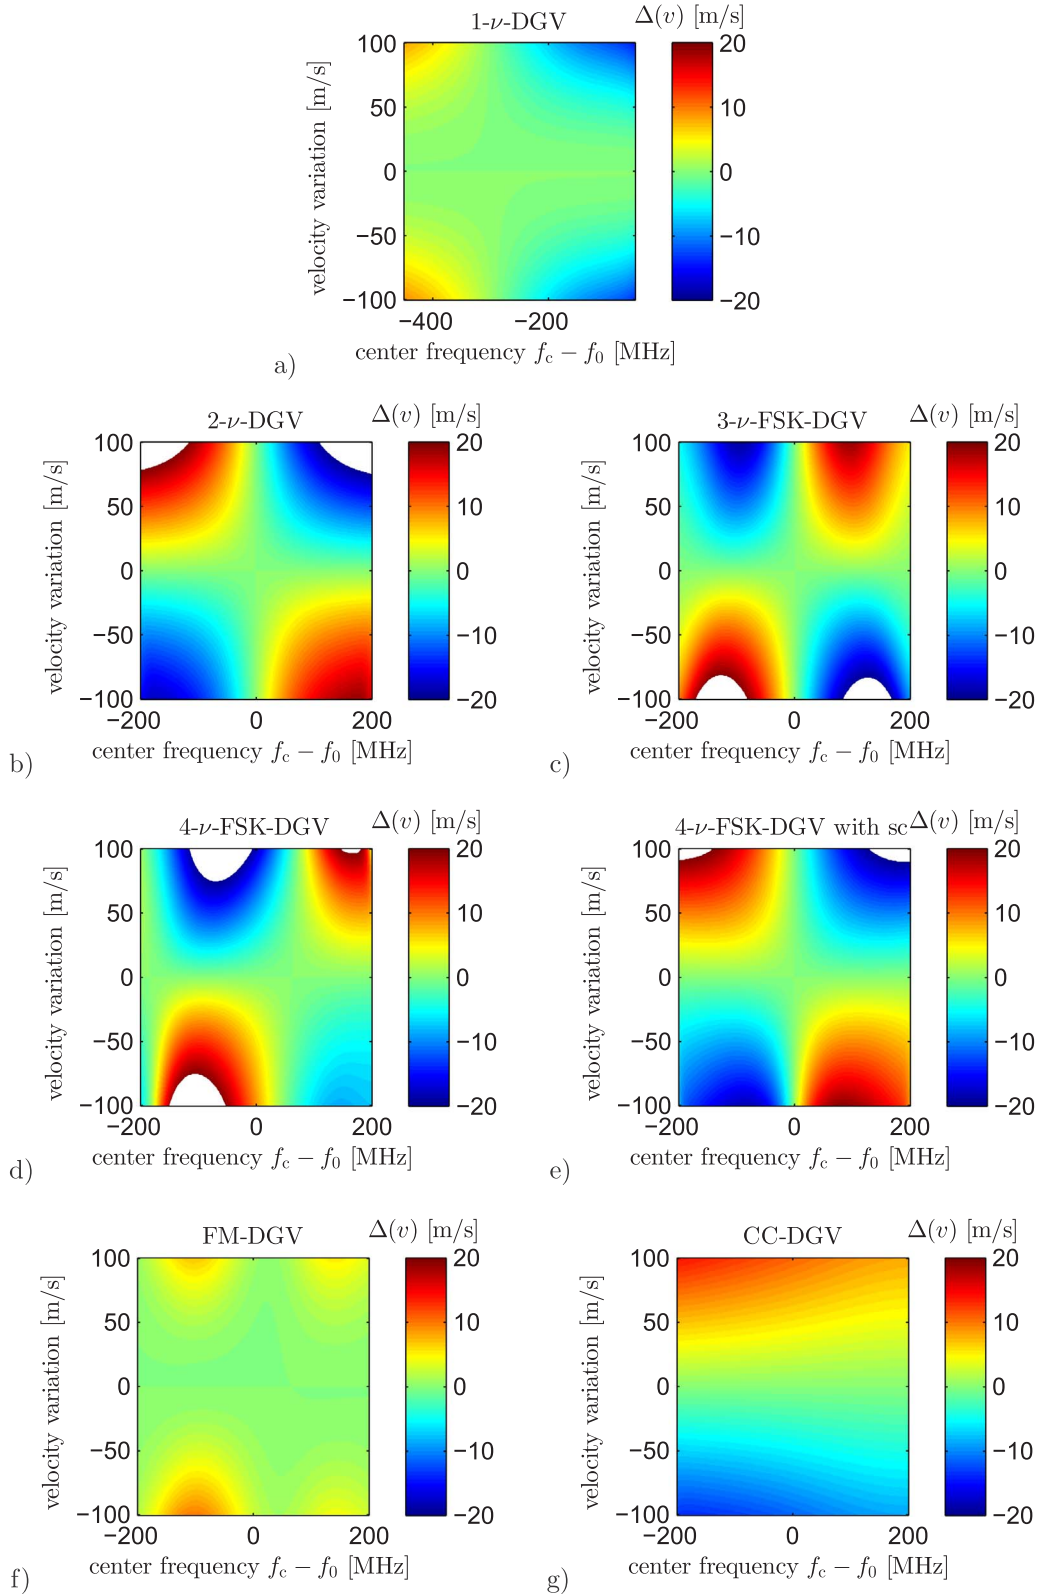 1-ν-DGV
Δ(v) [m/s]
velocity variation [m/s]
100
50
0
−50
−100
−400
−200
20
10
0
−10
−20
center frequency fc − f0 [MHz]
a)
2-ν-DGV
Δ(v) [m/s]
velocity variation [m/s]
100
50
0
−50
−100
−200
0
200
20
10
0
−10
−20
center frequency fc − f0 [MHz]
b)
3-ν-FSK-DGV
Δ(v) [m/s]
velocity variation [m/s]
100
50
0
−50
−100
−200
0
200
20
10
0
−10
−20
center frequency fc − f0 [MHz]
c)
4-ν-FSK-DGV
Δ(v) [m/s]
velocity variation [m/s]
100
50
0
−50
−100
−200
0
200
20
10
0
−10
−20
center frequency fc − f0 [MHz]
d)
4-ν-FSK-DGV with sc
Δ(v) [m/s]
velocity variation [m/s]
100
50
0
−50
−100
−200
0
200
20
10
0
−10
−20
center frequency fc − f0 [MHz]
e)
FM-DGV
Δ(v) [m/s]
velocity variation [m/s]
100
50
0
−50
−100
−200
0
200
20
10
0
−10
−20
center frequency fc − f0 [MHz]
f)
CC-DGV
Δ(v) [m/s]
velocity variation [m/s]
100
50
0
−50
−100
−200
0
200
20
10
0
−10
−20
center frequency fc − f0 [MHz]
g)